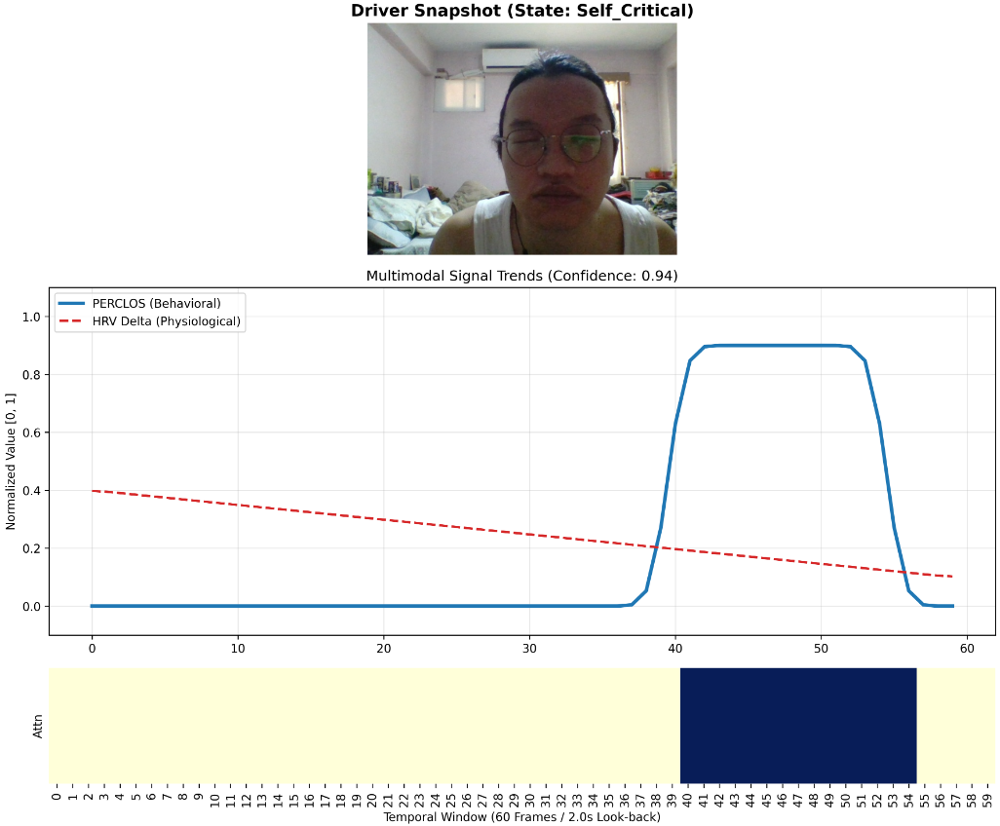 Driver Snapshot (State: Self_Critical)
Multimodal Signal Trends (Confidence: 0.94)
PERCLOS (Behavioral)
HRV Delta (Physiological)
Normalized Value [0, 1]
1.0
0.8
0.6
0.4
0.2
0.0
0 10 20 30 40 50 60
Attn
0 1 2 3 4 5 6 7 8 9 10 11 12 13 14 15 16 17 18 19 20 21 22 23 24 25 26 27 28 29 30 31 32 33 34 35 36 37 38 39 40 41 42 43 44 45 46 47 48 49 50 51 52 53 54 55 56 57 58 59
Temporal Window (60 Frames / 2.0s Look-back)